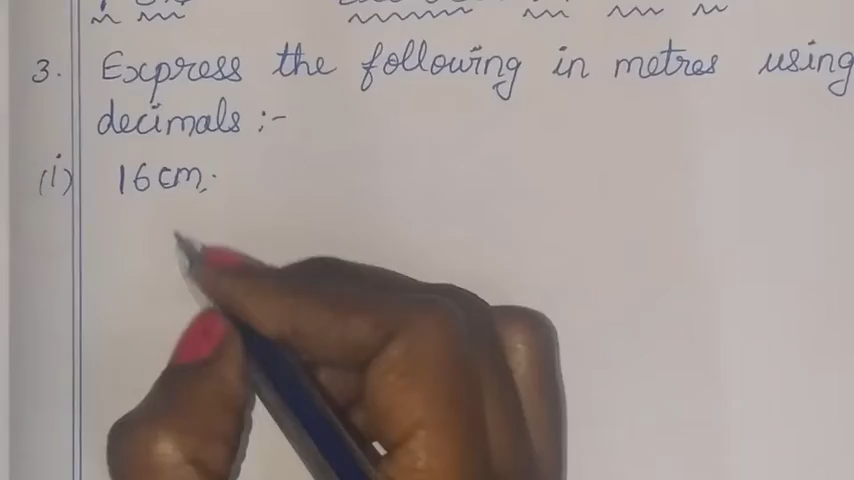 3. Express the following in metres using
decimals :-
(i) 16 cm.